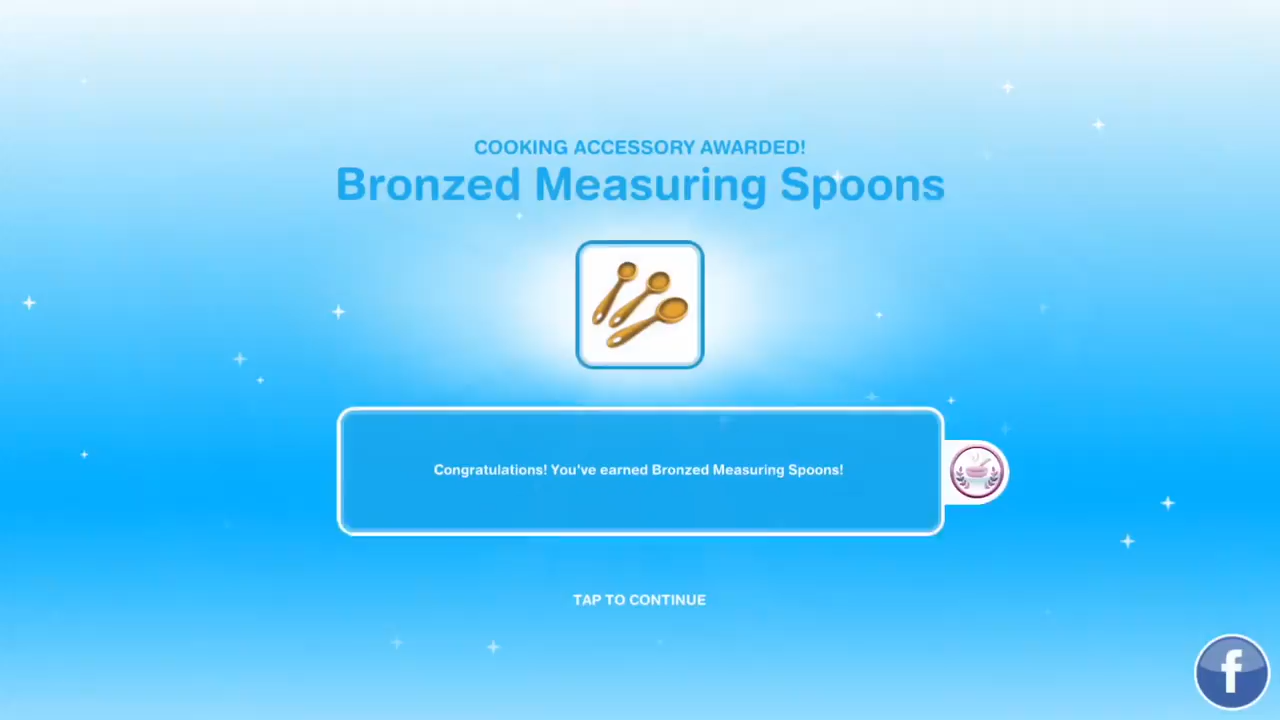 COOKING ACCESSORY AWARDED!
Bronzed Measuring Spoons
Congratulations! You've earned Bronzed Measuring Spoons!
TAP TO CONTINUE
f